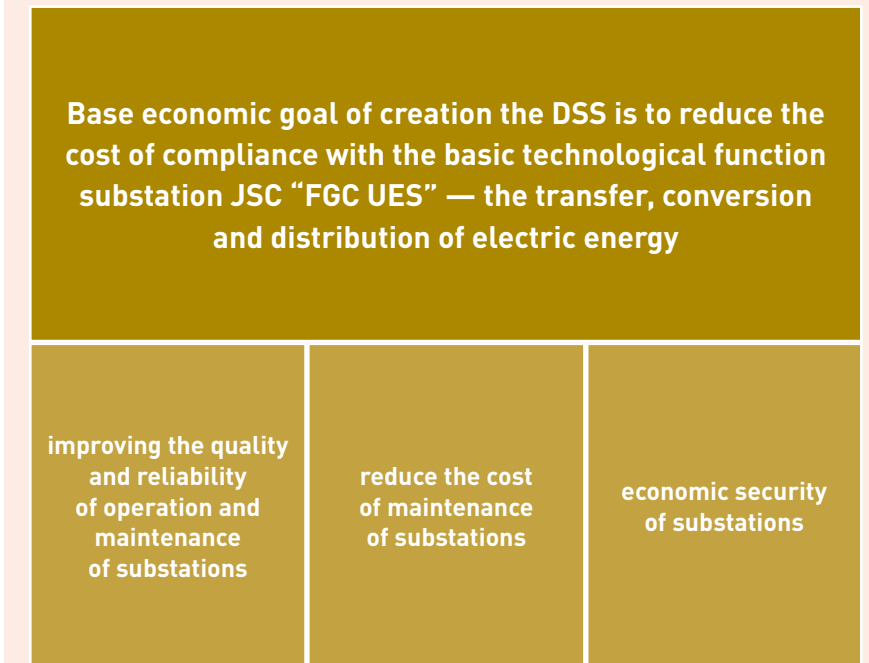 Base economic goal of creation the DSS is to reduce the
cost of compliance with the basic technological function
substation JSC “FGC UES” — the transfer, conversion
and distribution of electric energy
improving the quality
and reliability
of operation and
maintenance
of substations
reduce the cost
of maintenance
of substations
economic security
of substations